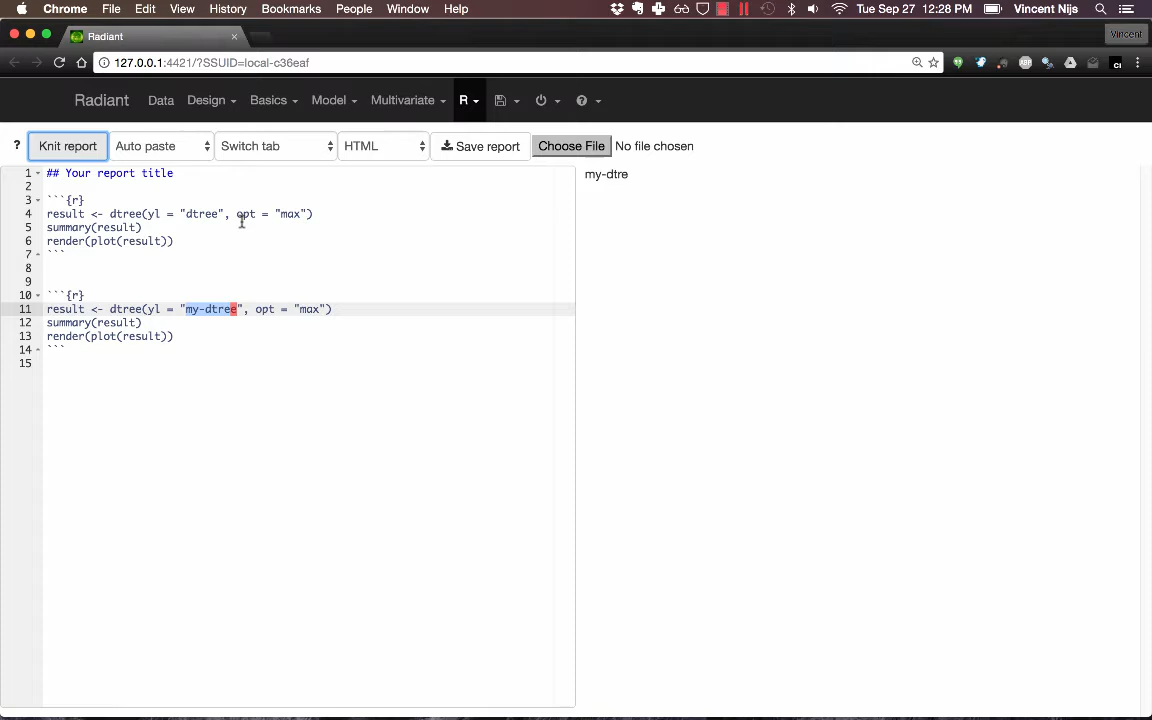 Chrome File Edit View History Bookmarks People Window Help Tue Sep 27 12:28 PM Vincent Nijs
Radiant Vincent
127.0.0.1:4421/?SSUID=local-c36eaf
Radiant Data Design Basics Model Multivariate R
? Knit report Auto paste Switch tab HTML Save report Choose File No file chosen
1 ## Your report title
my-dtre
2
3 ```{r}
4 result <- dtree(yl = "dtree", opt = "max")
5 summary(result)
6 render(plot(result))
7 ```
8
9
10 ```{r}
11 result <- dtree(yl = "my-dtree", opt = "max")
12 summary(result)
13 render(plot(result))
14 ```
15